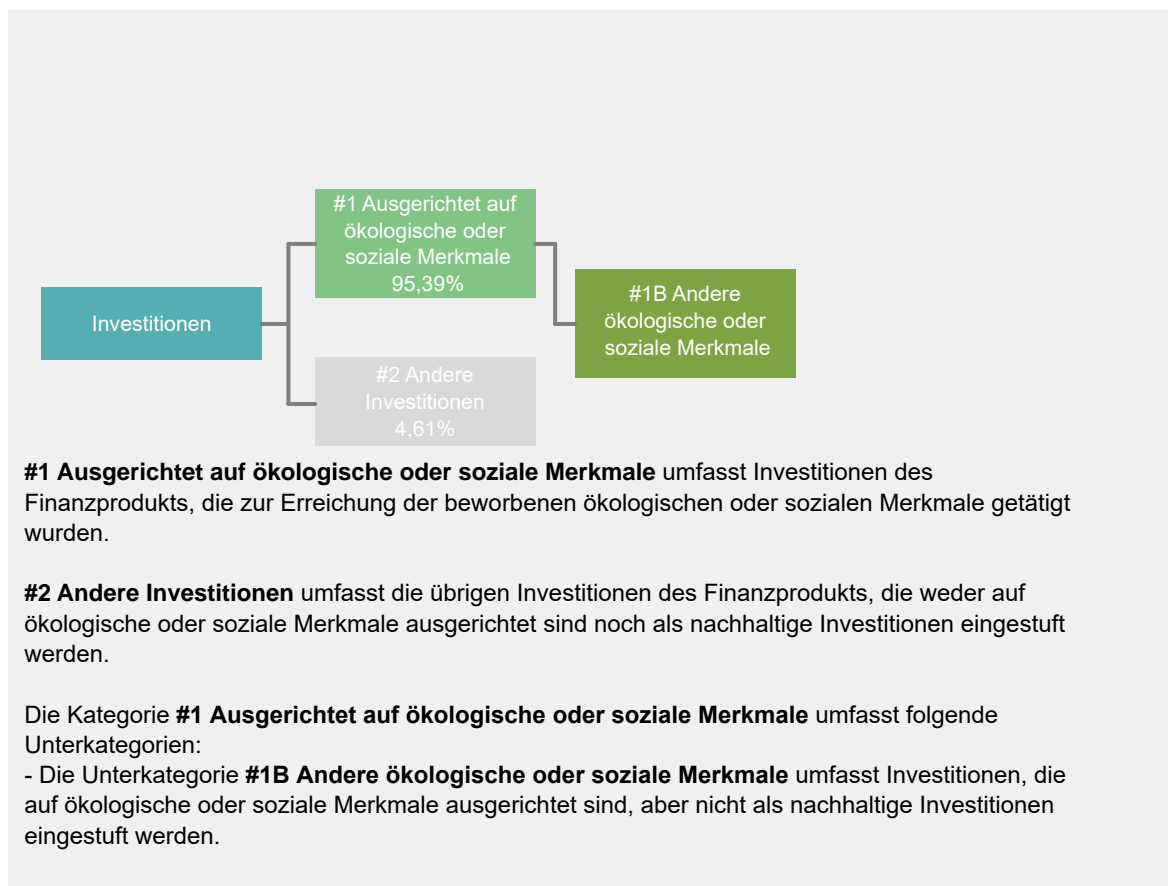 #1 Ausgerichtet auf
ökologische oder
soziale Merkmale
95,39%
Investitionen
#1B Andere
ökologische oder
soziale Merkmale
#2 Andere
Investitionen
4,61%
#1 Ausgerichtet auf ökologische oder soziale Merkmale umfasst Investitionen des
Finanzprodukts, die zur Erreichung der beworbenen ökologischen oder sozialen Merkmale getätigt
wurden.
#2 Andere Investitionen umfasst die übrigen Investitionen des Finanzprodukts, die weder auf
ökologische oder soziale Merkmale ausgerichtet sind noch als nachhaltige Investitionen eingestuft
werden.
Die Kategorie #1 Ausgerichtet auf ökologische oder soziale Merkmale umfasst folgende
Unterkategorien:
- Die Unterkategorie #1B Andere ökologische oder soziale Merkmale umfasst Investitionen, die
auf ökologische oder soziale Merkmale ausgerichtet sind, aber nicht als nachhaltige Investitionen
eingestuft werden.